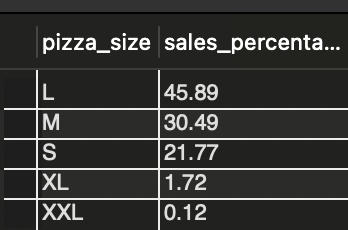 pizza_size sales_percenta...
L 45.89
M 30.49
S 21.77
XL 1.72
XXL 0.12